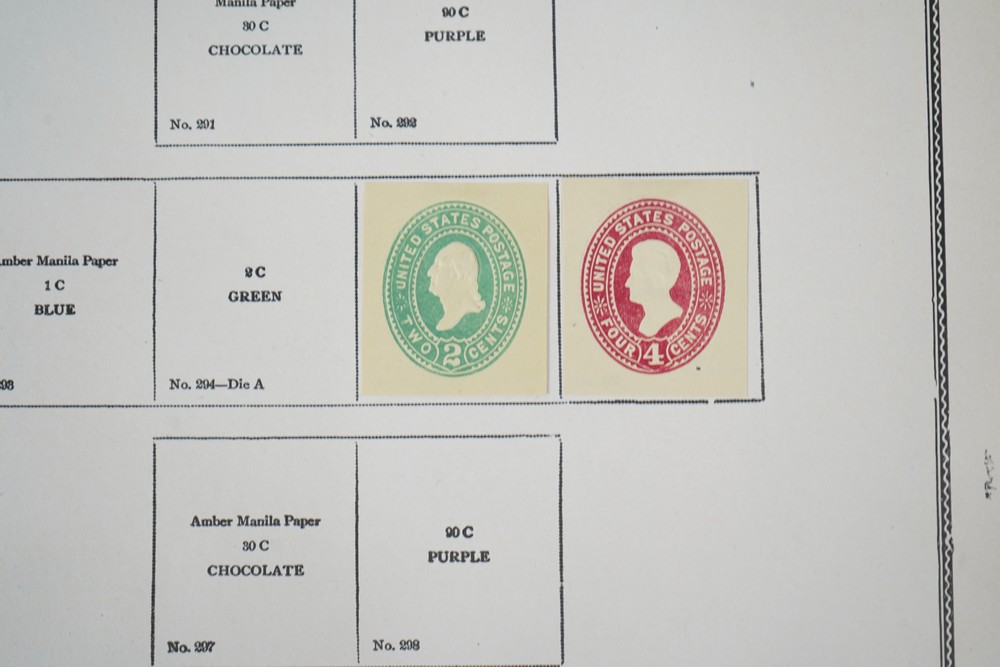 Manila Paper
30 C
CHOCOLATE
No. 291
90 C
PURPLE
No. 292
Amber Manila Paper
1 C
BLUE
2 C
GREEN
No. 294—Die A
UNITED STATES POSTAGE
TWO 2 CENTS
UNITED STATES POSTAGE
FOUR 4 CENTS
Amber Manila Paper
30 C
CHOCOLATE
No. 297
90 C
PURPLE
No. 298